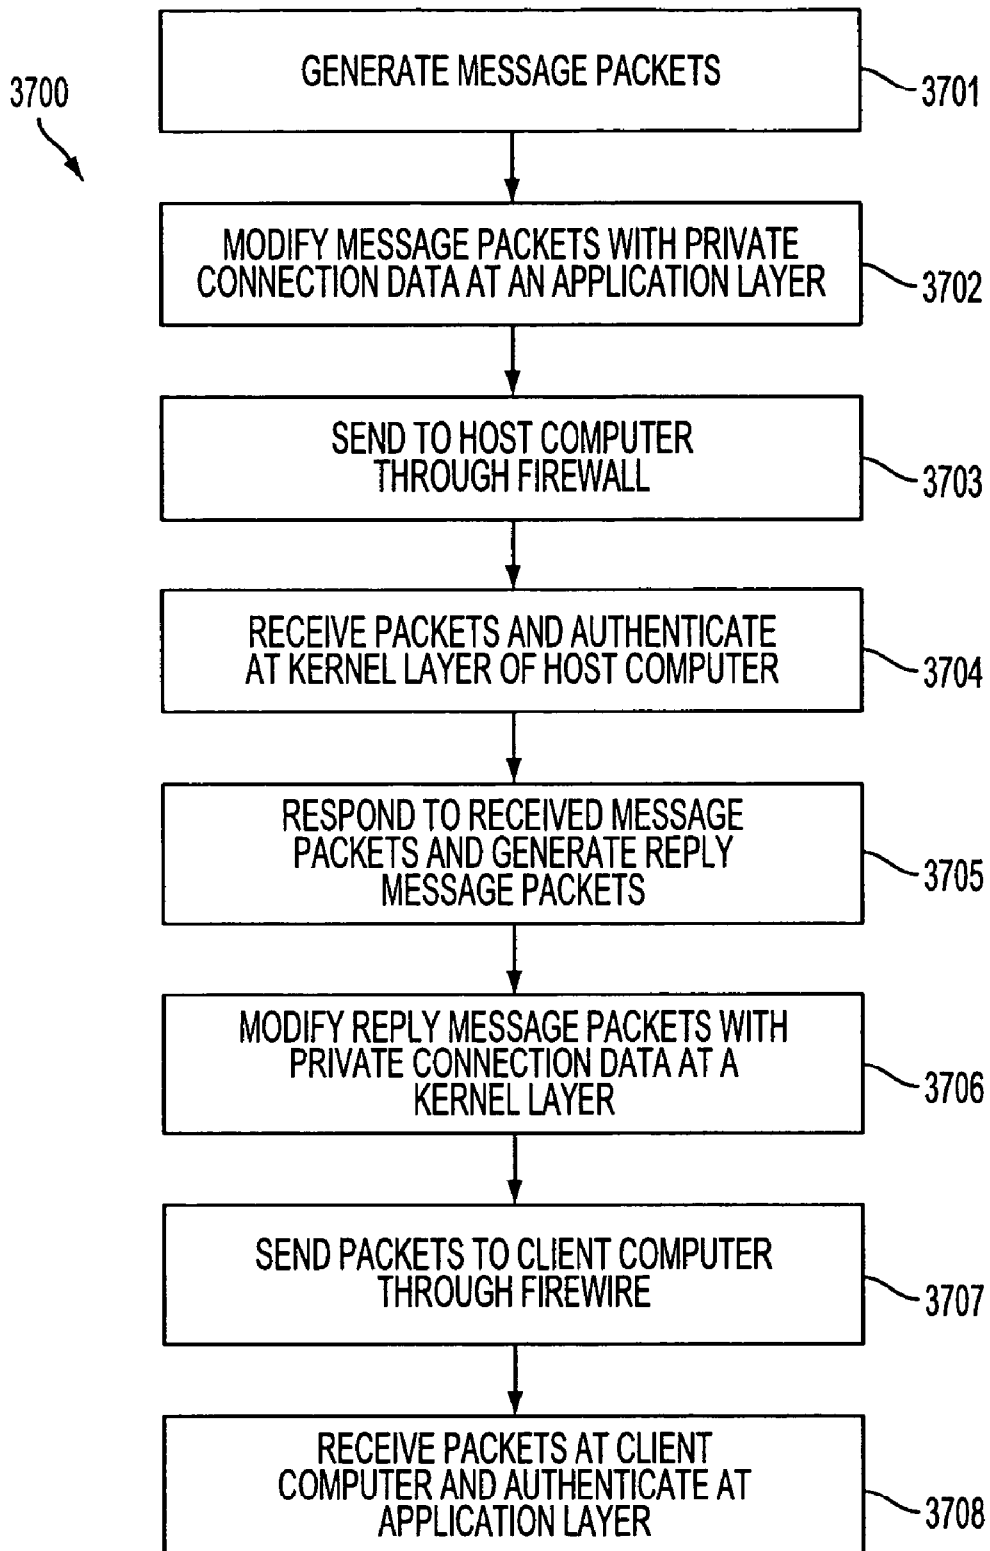 3700
GENERATE MESSAGE PACKETS
3701
MODIFY MESSAGE PACKETS WITH PRIVATE
CONNECTION DATA AT AN APPLICATION LAYER
3702
SEND TO HOST COMPUTER
THROUGH FIREWALL
3703
RECEIVE PACKETS AND AUTHENTICATE
AT KERNEL LAYER OF HOST COMPUTER
3704
RESPOND TO RECEIVED MESSAGE
PACKETS AND GENERATE REPLY
MESSAGE PACKETS
3705
MODIFY REPLY MESSAGE PACKETS WITH
PRIVATE CONNECTION DATA AT A
KERNEL LAYER
3706
SEND PACKETS TO CLIENT COMPUTER
THROUGH FIREWIRE
3707
RECEIVE PACKETS AT CLIENT
COMPUTER AND AUTHENTICATE AT
APPLICATION LAYER
3708